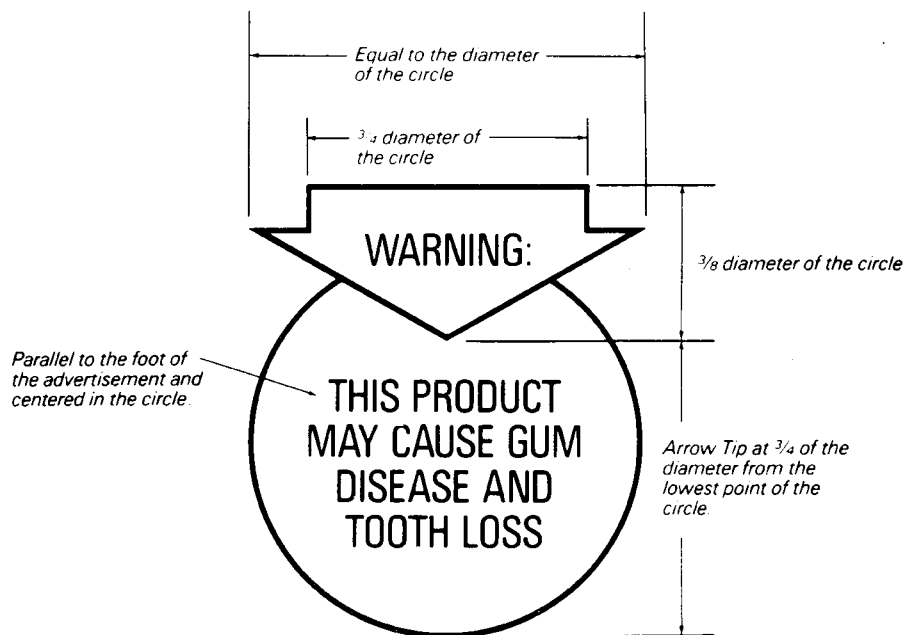 Equal to the diameter
of the circle
3/4 diameter of
the circle
WARNING:
3/8 diameter of the circle
Parallel to the foot of
the advertisement and
centered in the circle.
THIS PRODUCT
MAY CAUSE GUM
DISEASE AND
TOOTH LOSS
Arrow Tip at 3/4 of the
diameter from the
lowest point of the
circle.